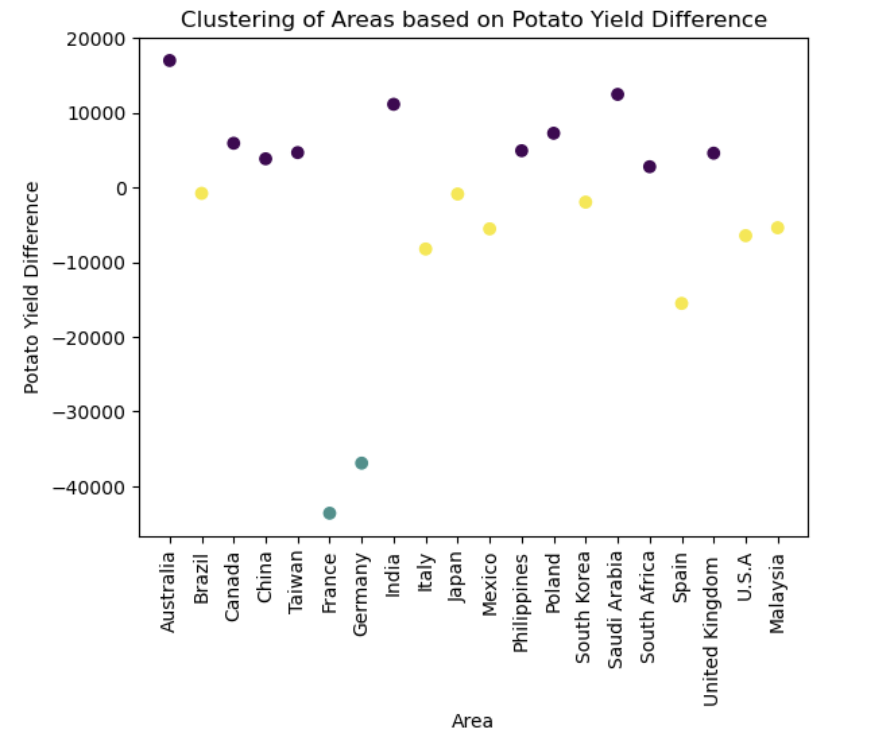 Clustering of Areas based on Potato Yield Difference
20000
10000
0
−10000
−20000
−30000
−40000
Potato Yield Difference
Australia
Brazil
Canada
China
Taiwan
France
Germany
India
Italy
Japan
Mexico
Philippines
Poland
South Korea
Saudi Arabia
South Africa
Spain
United Kingdom
U.S.A
Malaysia
Area